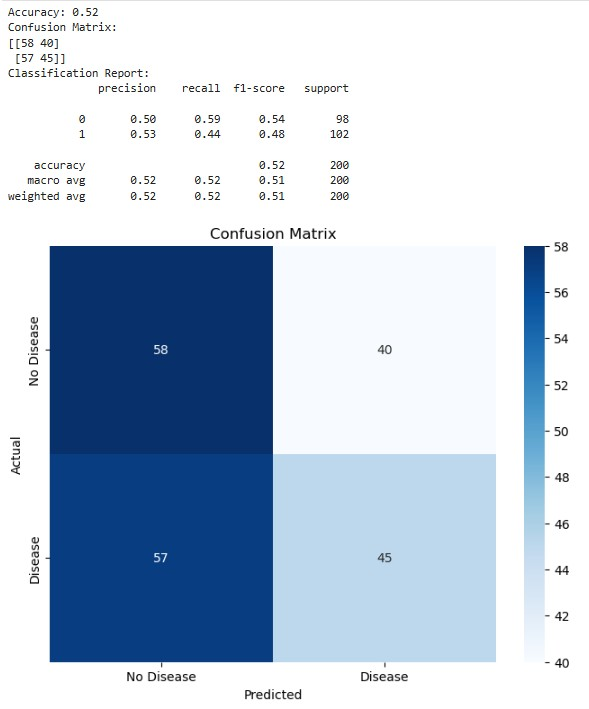 Accuracy: 0.52
Confusion Matrix:
[[58 40]
 [57 45]]
Classification Report:
              precision    recall  f1-score   support

           0       0.50      0.59      0.54        98
           1       0.53      0.44      0.48       102

    accuracy                           0.52       200
   macro avg       0.52      0.52      0.51       200
weighted avg       0.52      0.52      0.51       200
Confusion Matrix
58
56
54
52
50
48
46
44
42
40
Actual
No Disease
58 40
Disease
57 45
No Disease Disease
Predicted